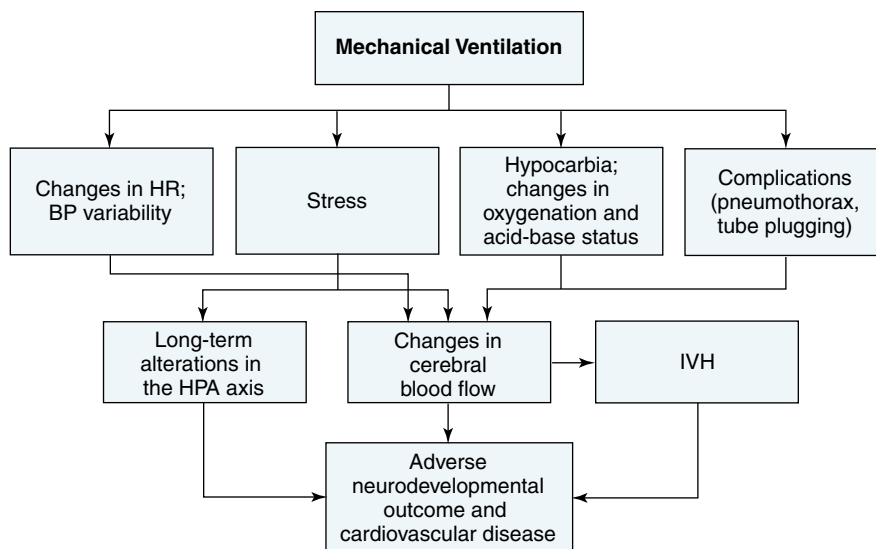 Mechanical Ventilation
Changes in HR;
BP variability
Stress
Hypocarbia;
changes in
oxygenation and
acid-base status
Complications
(pneumothorax,
tube plugging)
Long-term
alterations in
the HPA axis
Changes in
cerebral
blood flow
IVH
Adverse
neurodevelopmental
outcome and
cardiovascular disease